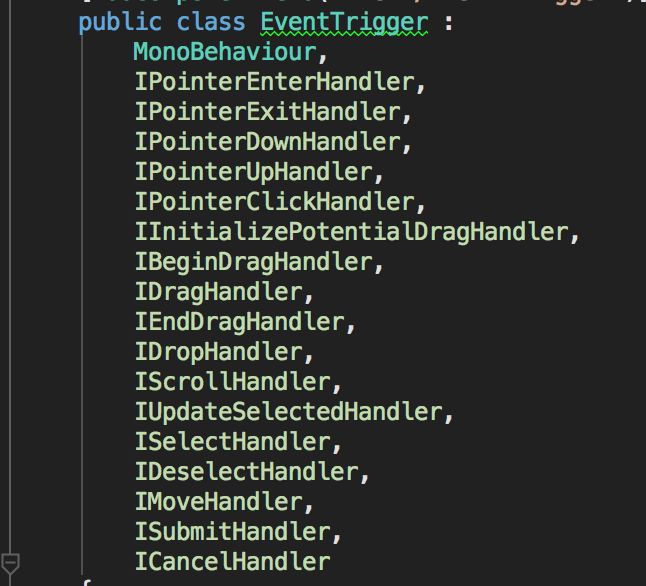 public class EventTrigger :
MonoBehaviour,
IPointerEnterHandler,
IPointerExitHandler,
IPointerDownHandler,
IPointerUpHandler,
IPointerClickHandler,
IInitializePotentialDragHandler,
IBeginDragHandler,
IDragHandler,
IEndDragHandler,
IDropHandler,
IScrollHandler,
IUpdateSelectedHandler,
ISelectHandler,
IDeselectHandler,
IMoveHandler,
ISubmitHandler,
ICancelHandler
{